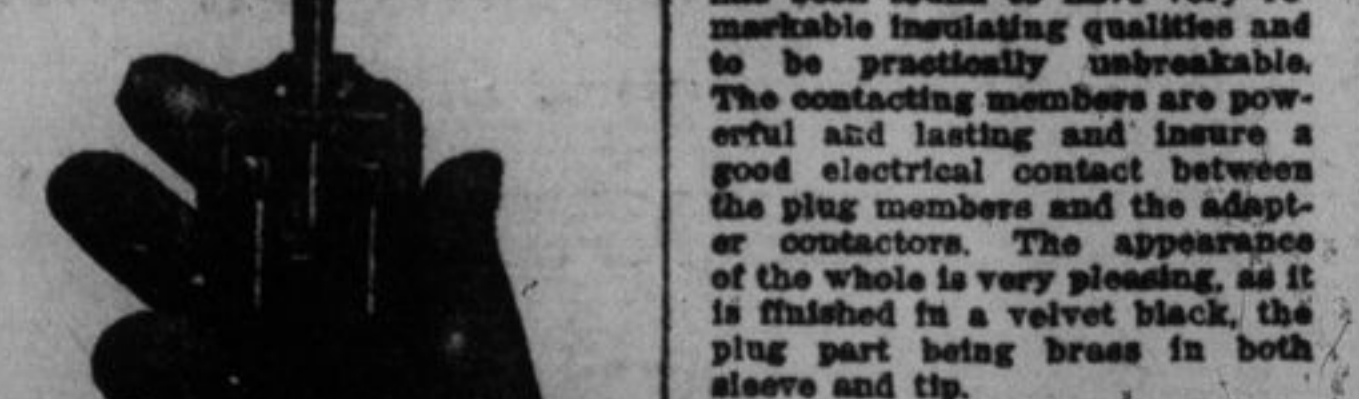 markable insulating qualities and
to be practically unbreakable.
The contacting members are pow-
erful and lasting and insure a
good electrical contact between
the plug members and the adapt-
er contactors. The appearance
of the whole is very pleasing, as it
is finished in a velvet black, the
plug part being brass in both
sleeve and tip.